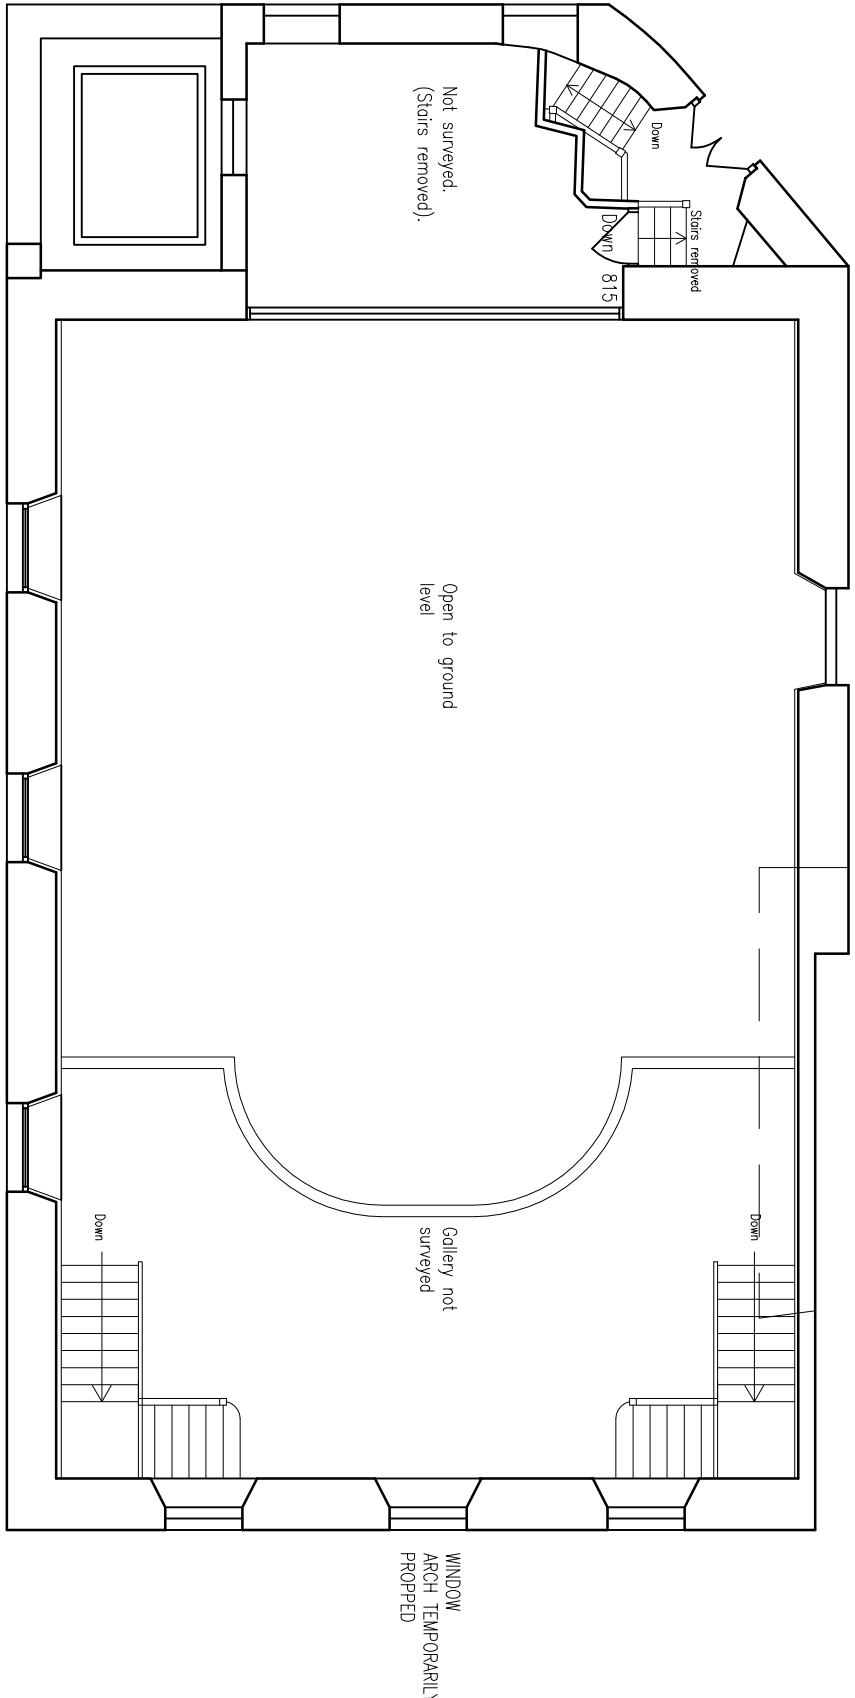 Not surveyed.
(Stairs removed).
Down
Stairs removed
Down
815
Open to ground
level
Gallery not
surveyed
Down
Down
WINDOW
ARCH TEMPORARILY
PROPPED